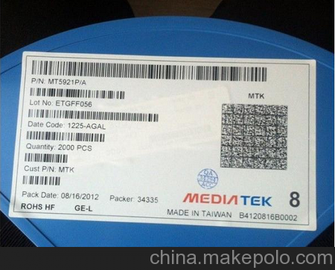 P/N: MT5921P/A
MTK
Lot No: ETGFF056
Date Code: 1225-AGAL
Quantity: 2000 PCS
Cust P/N: MTK
Pack Date: 08/16/2012 Packer: 34335
ROHS HF GE-L
MEDIATEK 8
MADE IN TAIWAN B4120816B0002
china.makepolo.com